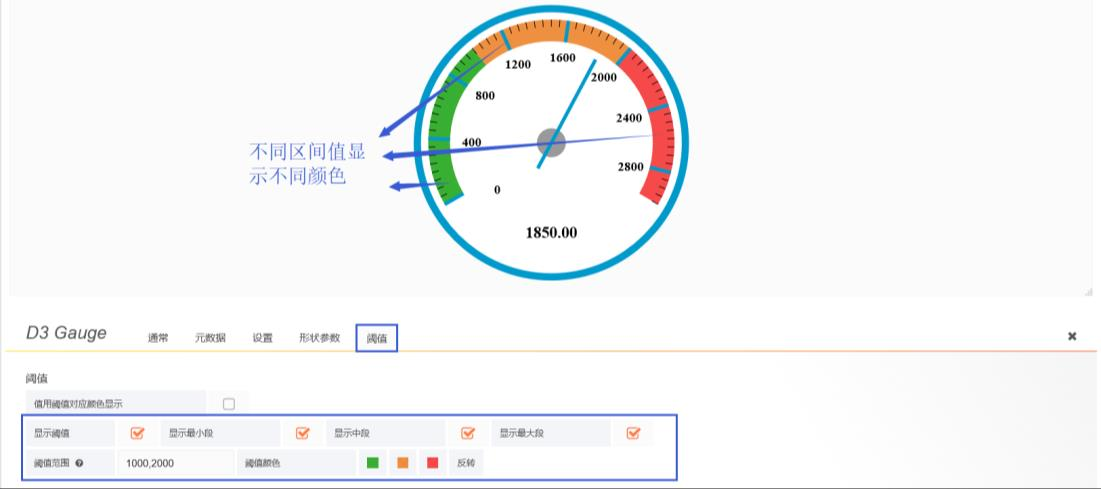 1600
1200
2000
800
2400
400
不同区间值显
示不同颜色
2800
0
1850.00
D3 Gauge 通常 元数据 设置 形状参数 阈值
阈值
值用阈值对应颜色显示
显示阈值 显示最小段 显示中段 显示最大段
阈值范围 1000,2000 阈值颜色 反转